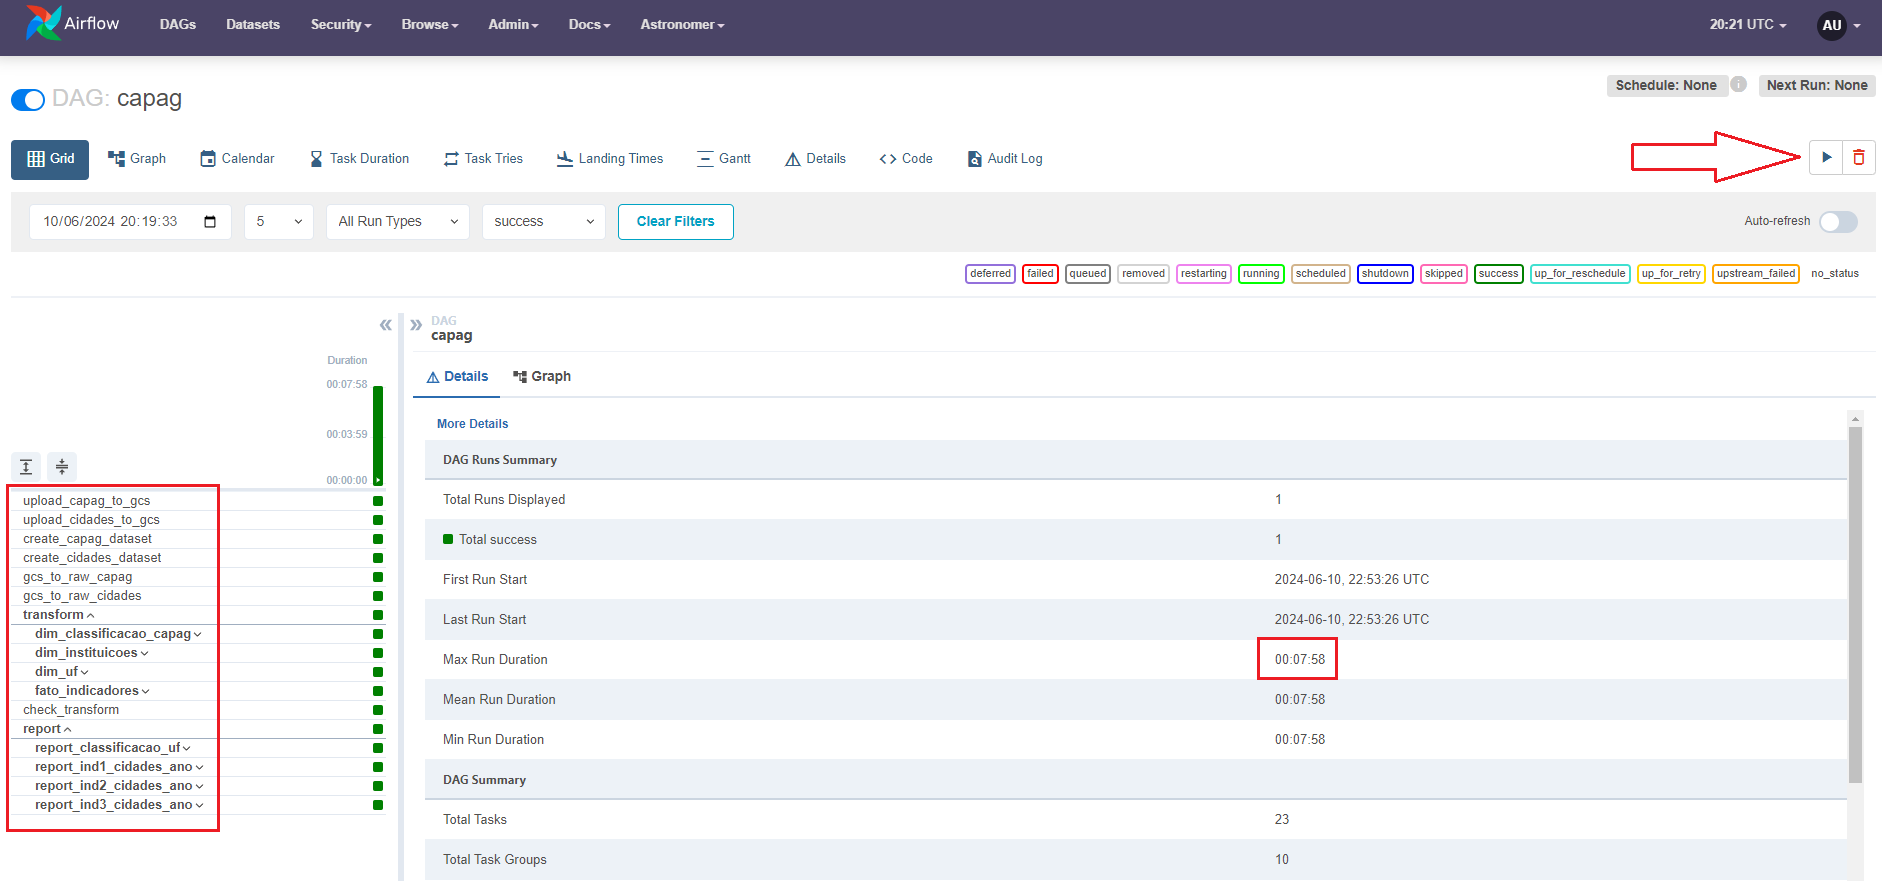 Airflow DAGs Datasets Security Browse Admin Docs Astronomer 20:21 UTC AU
Schedule: None i Next Run: None
DAG: capag
Grid Graph Calendar Task Duration Task Tries Landing Times Gantt Details Code Audit Log
10/06/2024 20:19:33 5 All Run Types success Clear Filters Auto-refresh
deferred failed queued removed restarting running scheduled shutdown skipped success up_for_reschedule up_for_retry upstream_failed no_status
Duration
00:07:58
00:03:59
00:00:00
upload_capag_to_gcs
upload_cidades_to_gcs
create_capag_dataset
create_cidades_dataset
gcs_to_raw_capag
gcs_to_raw_cidades
transform
dim_classificacao_capag
dim_instituicoes
dim_uf
fato_indicadores
check_transform
report
report_classificacao_uf
report_ind1_cidades_ano
report_ind2_cidades_ano
report_ind3_cidades_ano
DAG
capag
Details Graph
More Details
DAG Runs Summary
Total Runs Displayed 1
Total success 1
First Run Start 2024-06-10, 22:53:26 UTC
Last Run Start 2024-06-10, 22:53:26 UTC
Max Run Duration 00:07:58
Mean Run Duration 00:07:58
Min Run Duration 00:07:58
DAG Summary
Total Tasks 23
Total Task Groups 10